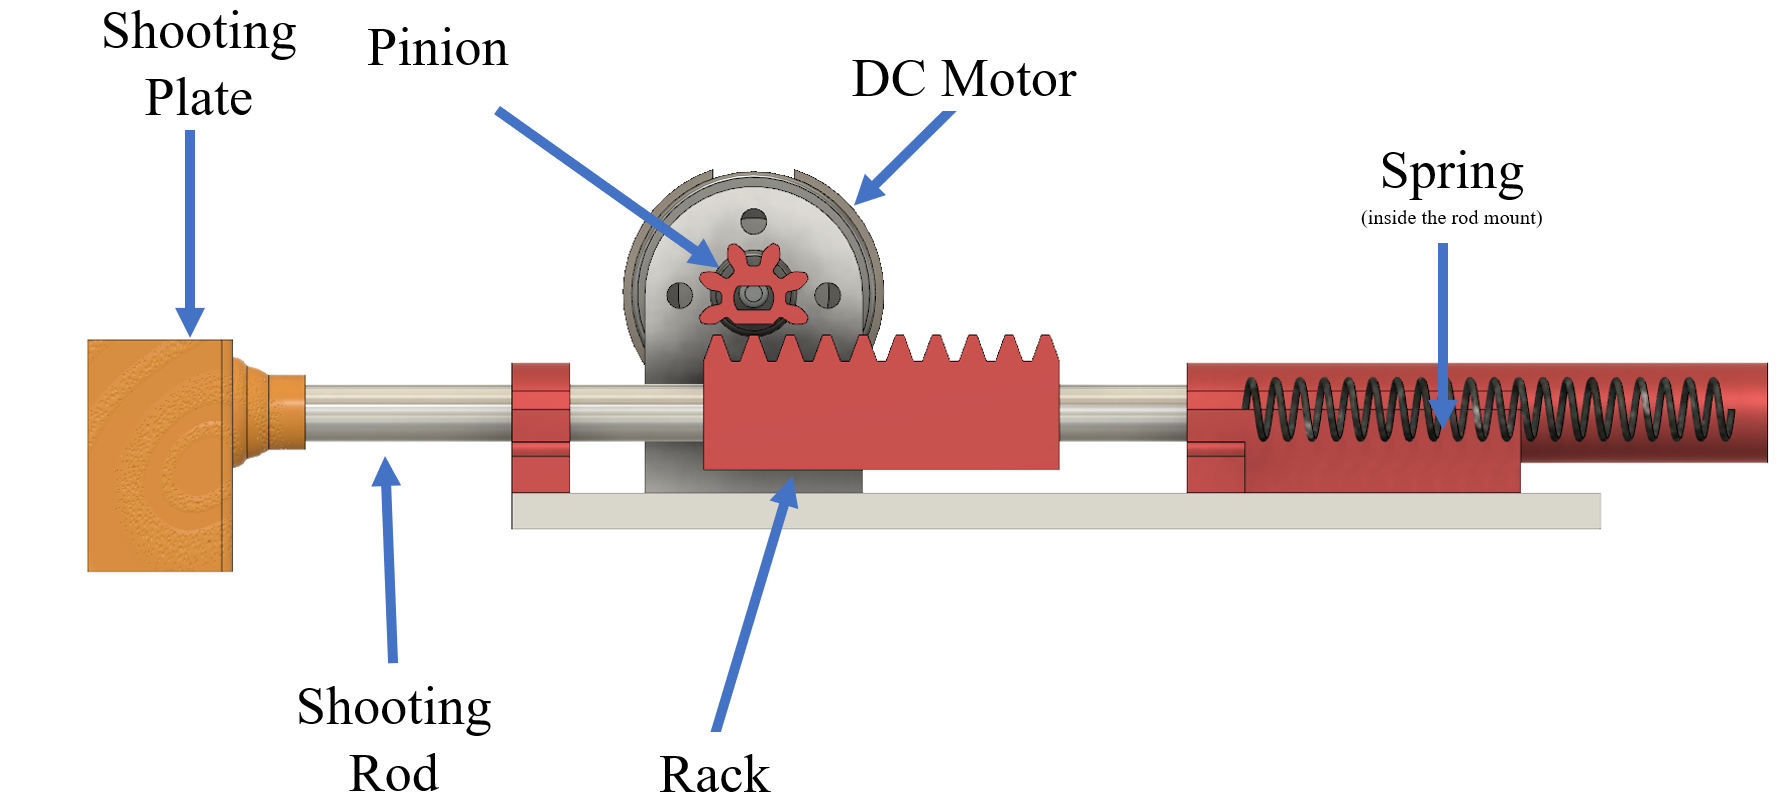 Shooting
Plate
Pinion
DC Motor
Spring
(inside the rod mount)
Shooting
Rod
Rack